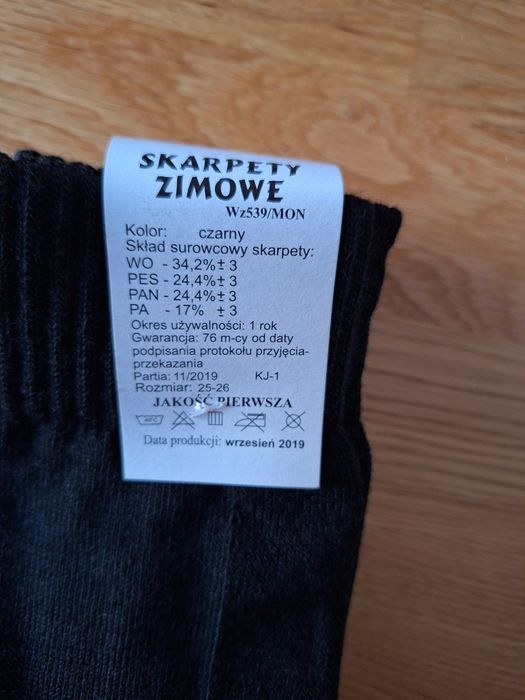 SKARPETY
ZIMOWE
Wz539/MON
Kolor: czarny
Skład surowcowy skarpety:
WO - 34,2%± 3
PES - 24,4%± 3
PAN - 24,4%± 3
PA - 17% ± 3
Okres używalności: 1 rok
Gwarancja: 76 m-cy od daty
podpisania protokołu przyjęcia-
przekazania
Partia: 11/2019 KJ-1
Rozmiar: 25-26
JAKOŚĆ PIERWSZA
Data produkcji: wrzesień 2019